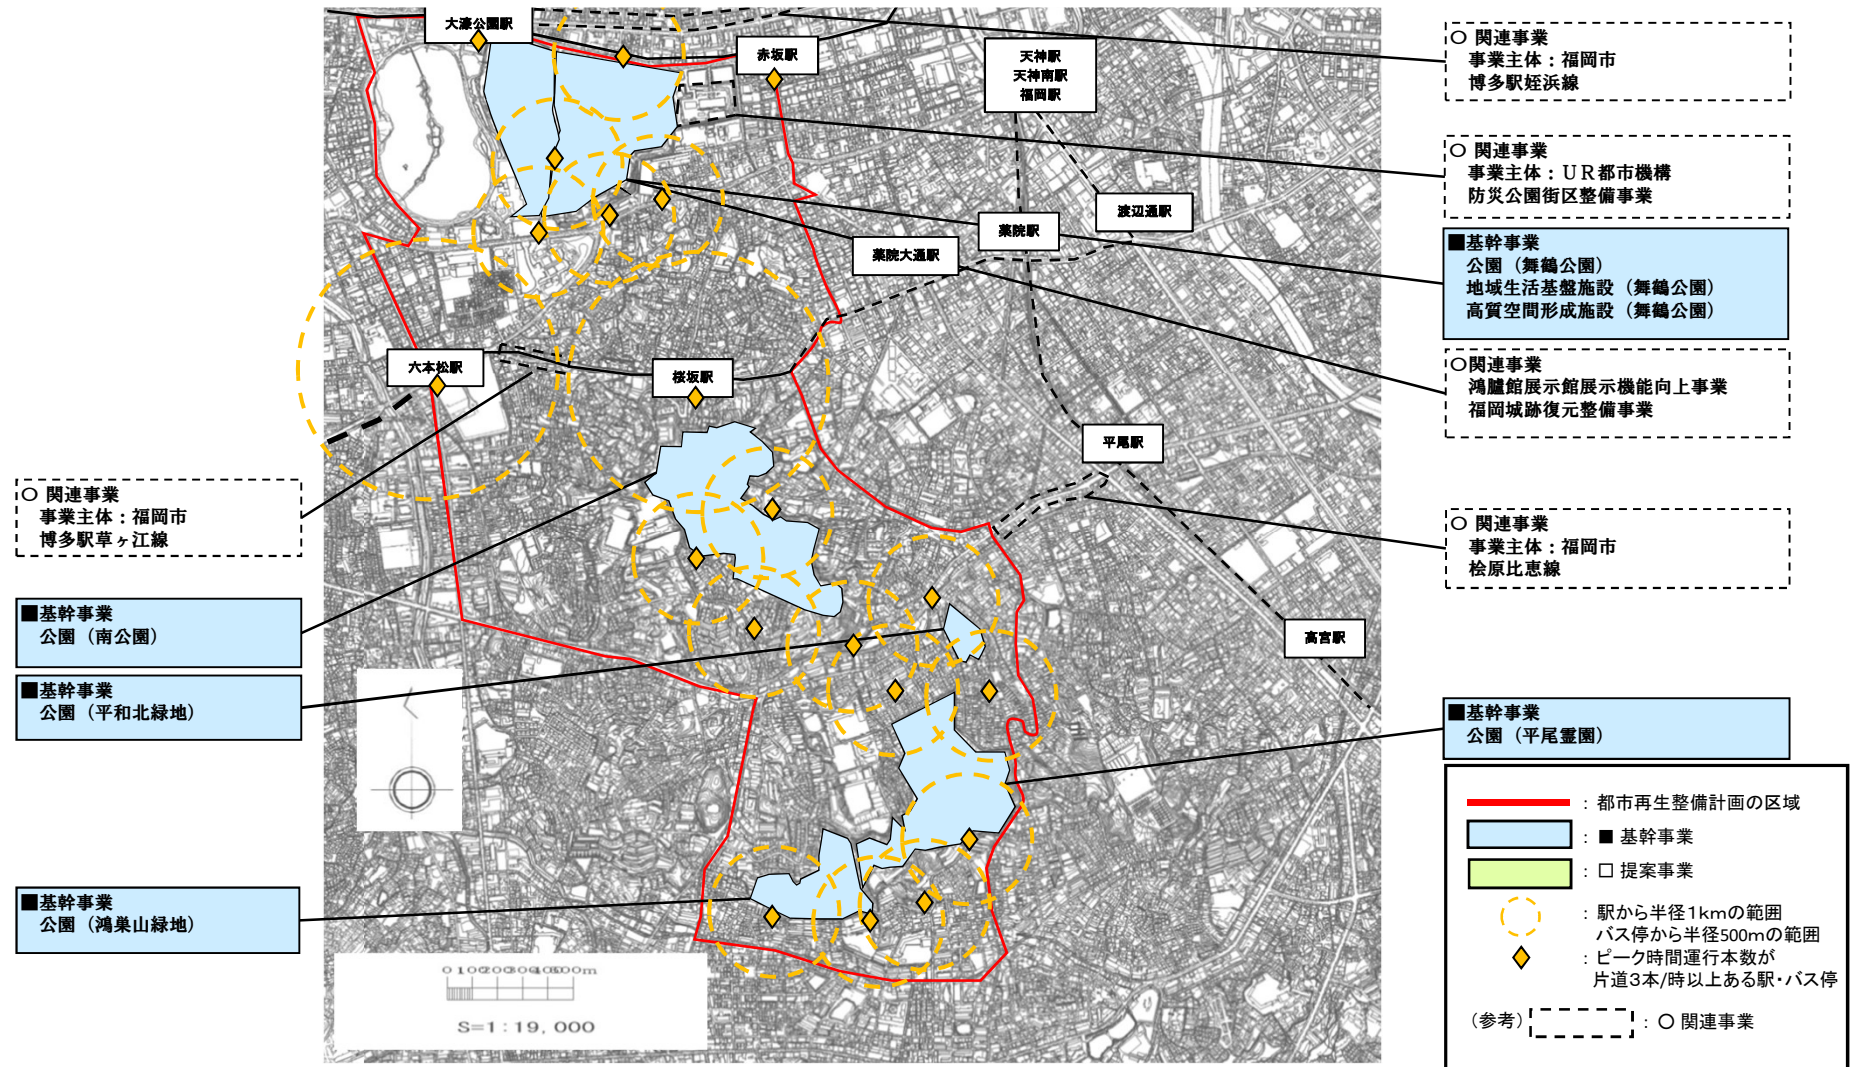 大濠公園駅
赤坂駅
天神駅
天神南駅
福岡駅
渡辺通駅
薬院駅
薬院大通駅
六本松駅
桜坂駅
平尾駅
高宮駅
○ 関連事業
事業主体：福岡市
博多駅姪浜線
○ 関連事業
事業主体：ＵＲ都市機構
防災公園街区整備事業
■基幹事業
公園（舞鶴公園）
地域生活基盤施設（舞鶴公園）
高質空間形成施設（舞鶴公園）
○関連事業
鴻臚館展示館展示機能向上事業
福岡城跡復元整備事業
○ 関連事業
事業主体：福岡市
桧原比恵線
■基幹事業
公園（平尾霊園）
○ 関連事業
事業主体：福岡市
博多駅草ヶ江線
■基幹事業
公園（南公園）
■基幹事業
公園（平和北緑地）
■基幹事業
公園（鴻巣山緑地）
0 100 200 300 400 500m
S=1：19，000
：都市再生整備計画の区域
：■ 基幹事業
：□ 提案事業
：駅から半径1kmの範囲
バス停から半径500mの範囲
：ピーク時間運行本数が
片道3本/時以上ある駅・バス停
（参考）
：○ 関連事業